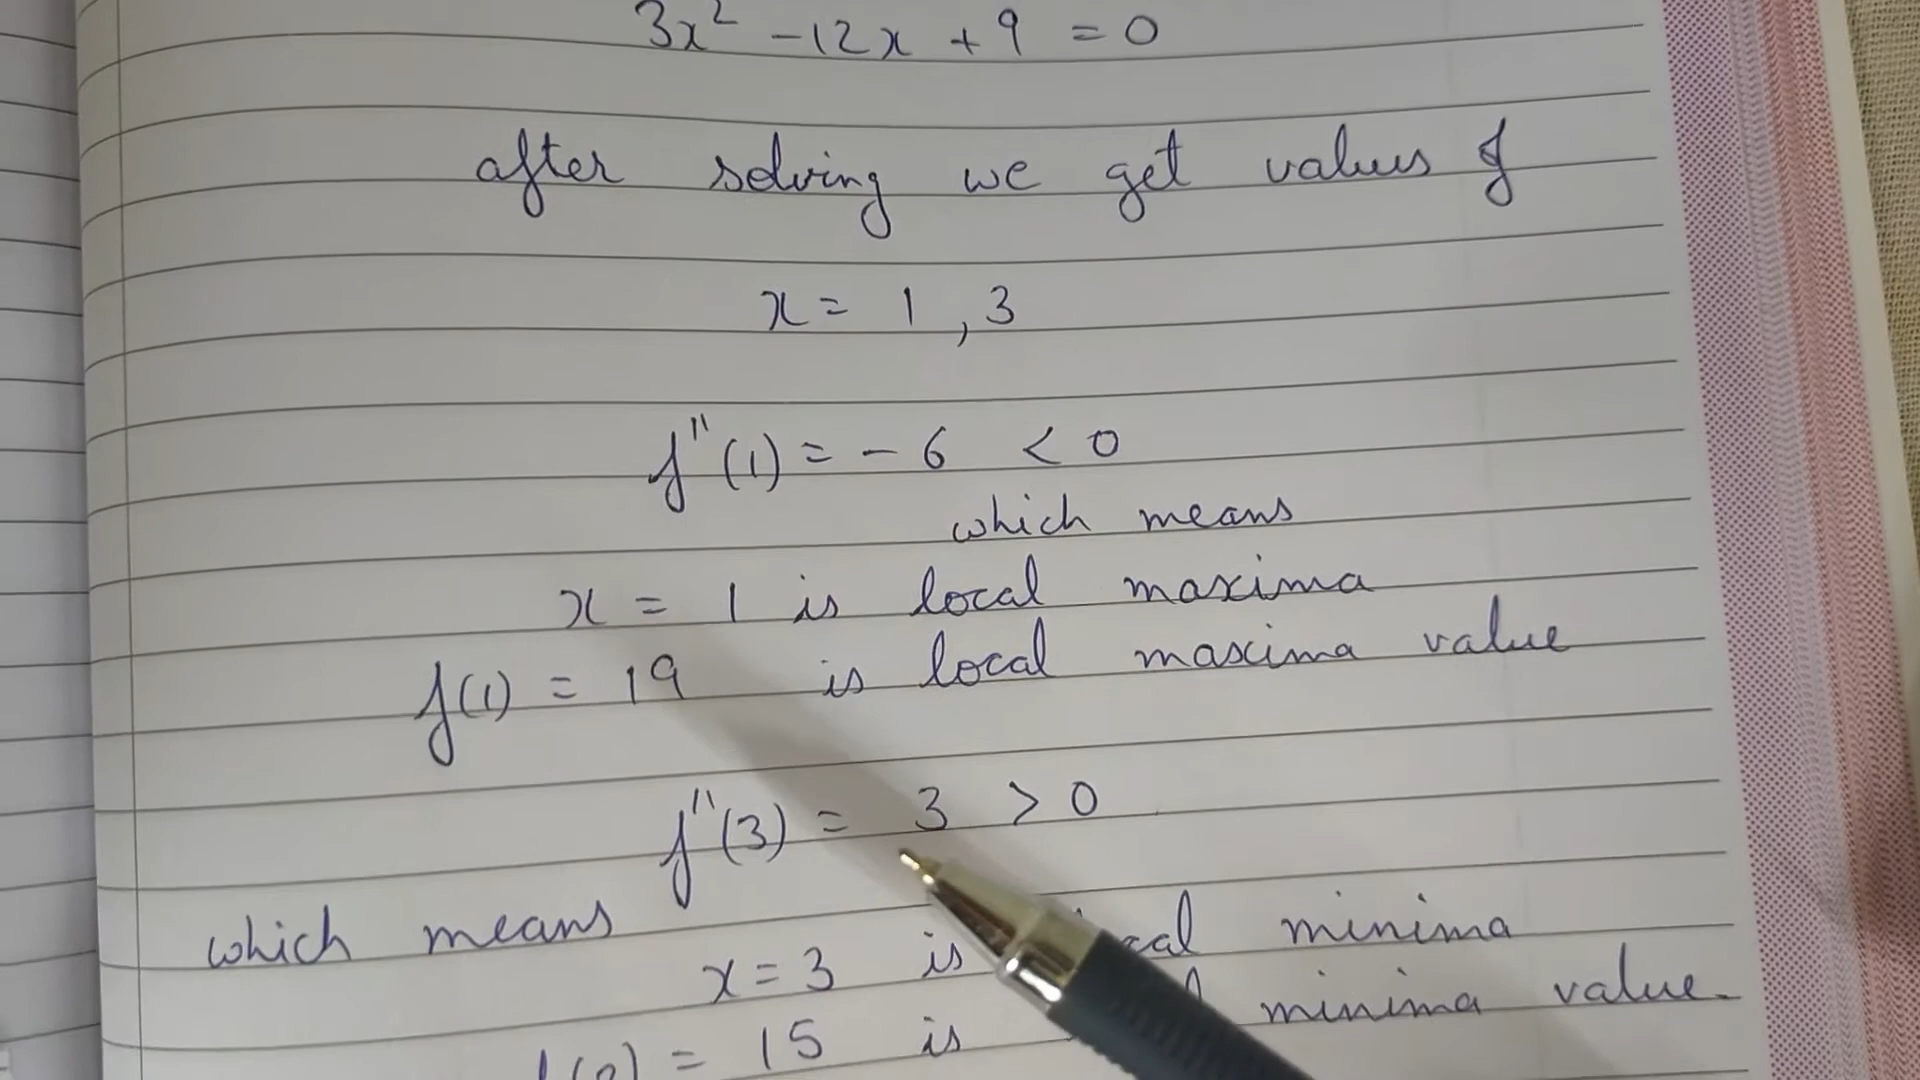 3x² - 12x + 9 = 0
after solving we get values of
x = 1, 3
f''(1) = -6 < 0
which means
x = 1 is local maxima
f(1) = 19 is local maxima value
f''(3) = 3 > 0
which means
x = 3 is minima
= 15 is minima value.